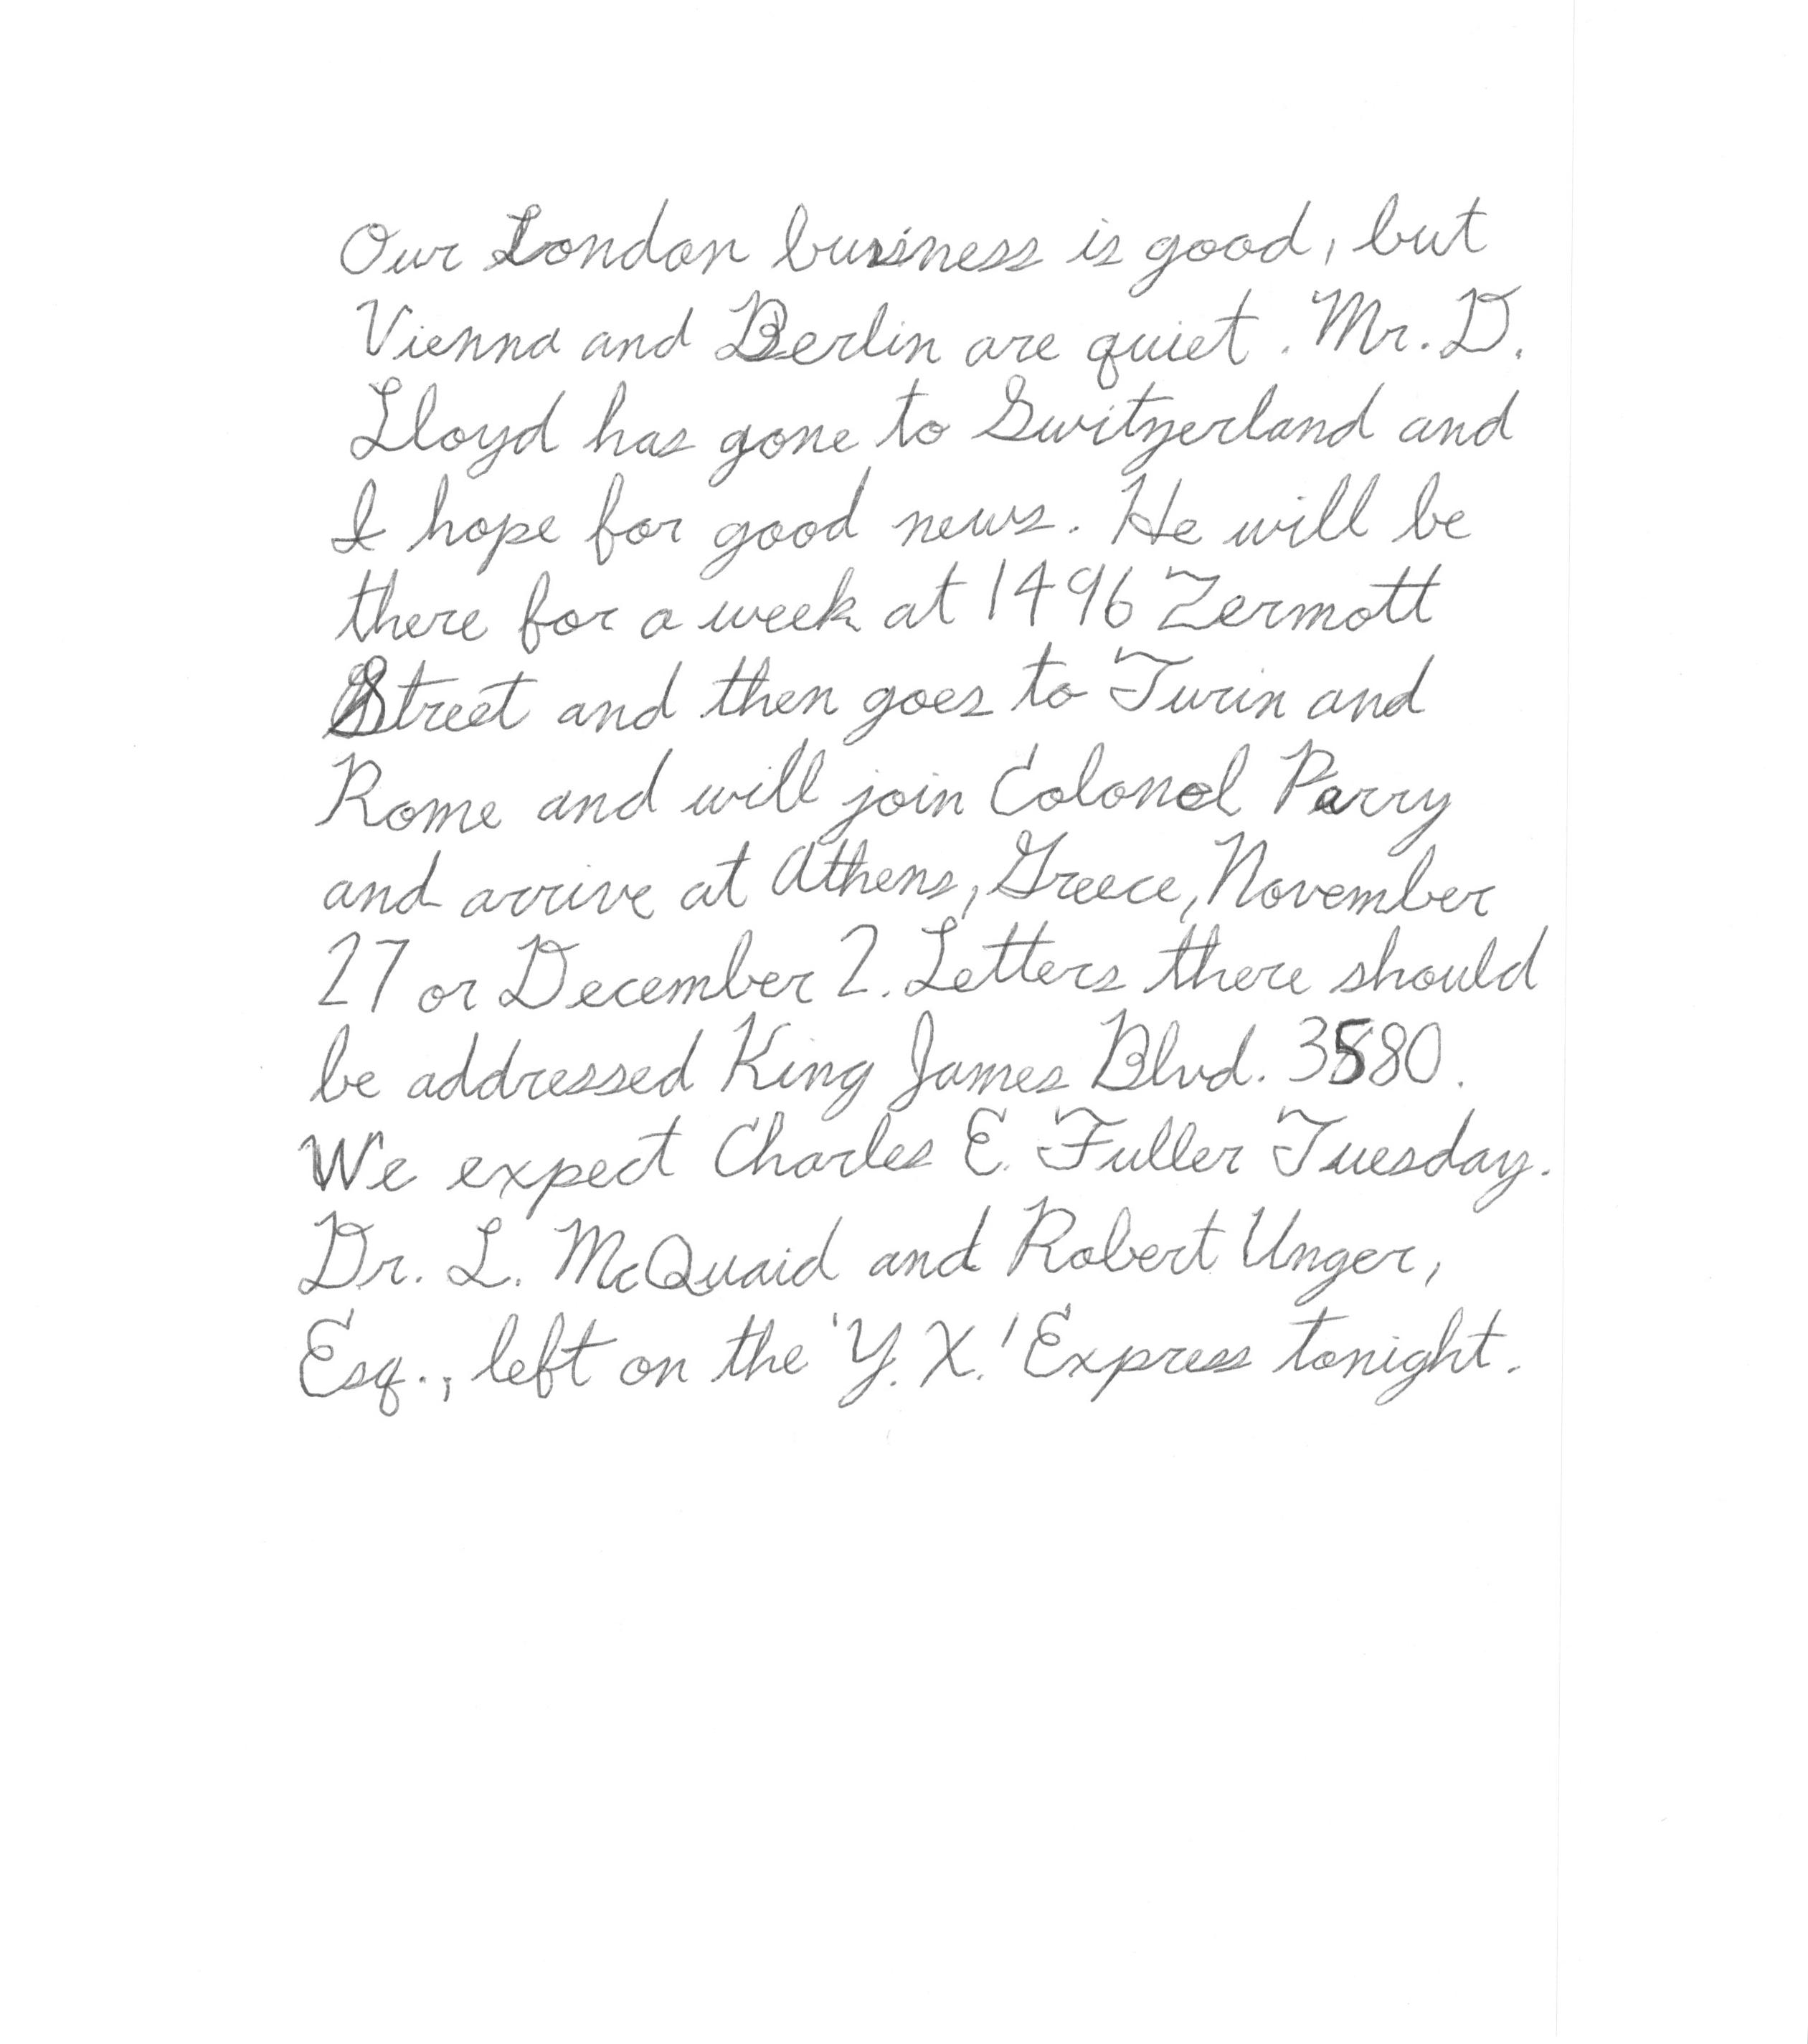 Our London business is good, but
Vienna and Berlin are quiet. Mr. D.
Lloyd has gone to Switzerland and
I hope for good news. He will be
there for a week at 1496 Zermott
Street and then goes to Turin and
Rome and will join Colonel Parry
and arrive at Athens, Greece, November
27 or December 2. Letters there should
be addressed King James Blvd. 3580.
We expect Charles E. Fuller Tuesday.
Dr. L. McQuaid and Robert Unger,
Esq., left on the 'Y. X.' Express tonight.